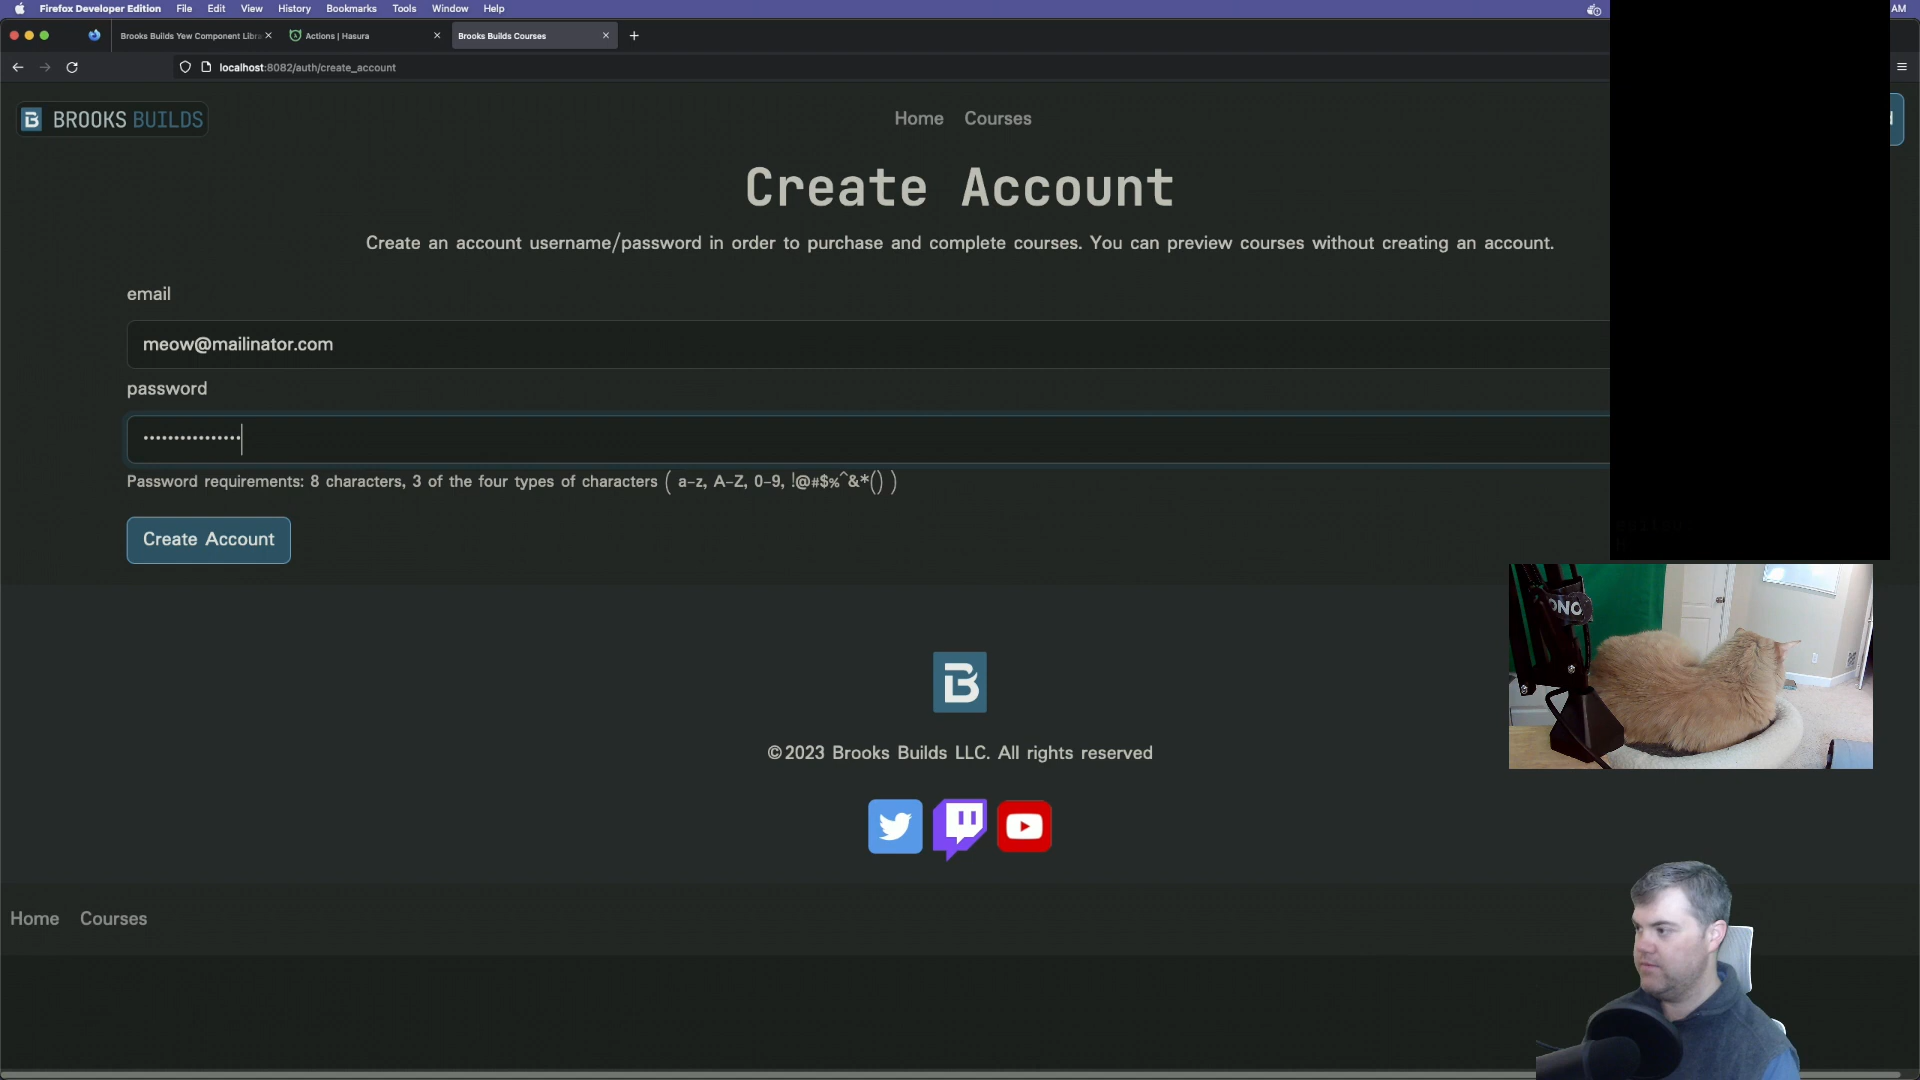 Firefox Developer Edition File Edit View History Bookmarks Tools Window Help AM
Brooks Builds Yew Component Libra Actions | Hasura Brooks Builds Courses
localhost:8082/auth/create_account
BROOKS BUILDS Home Courses
Create Account
Create an account username/password in order to purchase and complete courses. You can preview courses without creating an account.
email
meow@mailinator.com
password
••••••••••••••••
Password requirements: 8 characters, 3 of the four types of characters ( a-z, A-Z, 0-9, !@#$%^&*() )
Create Account
©2023 Brooks Builds LLC. All rights reserved
Home Courses